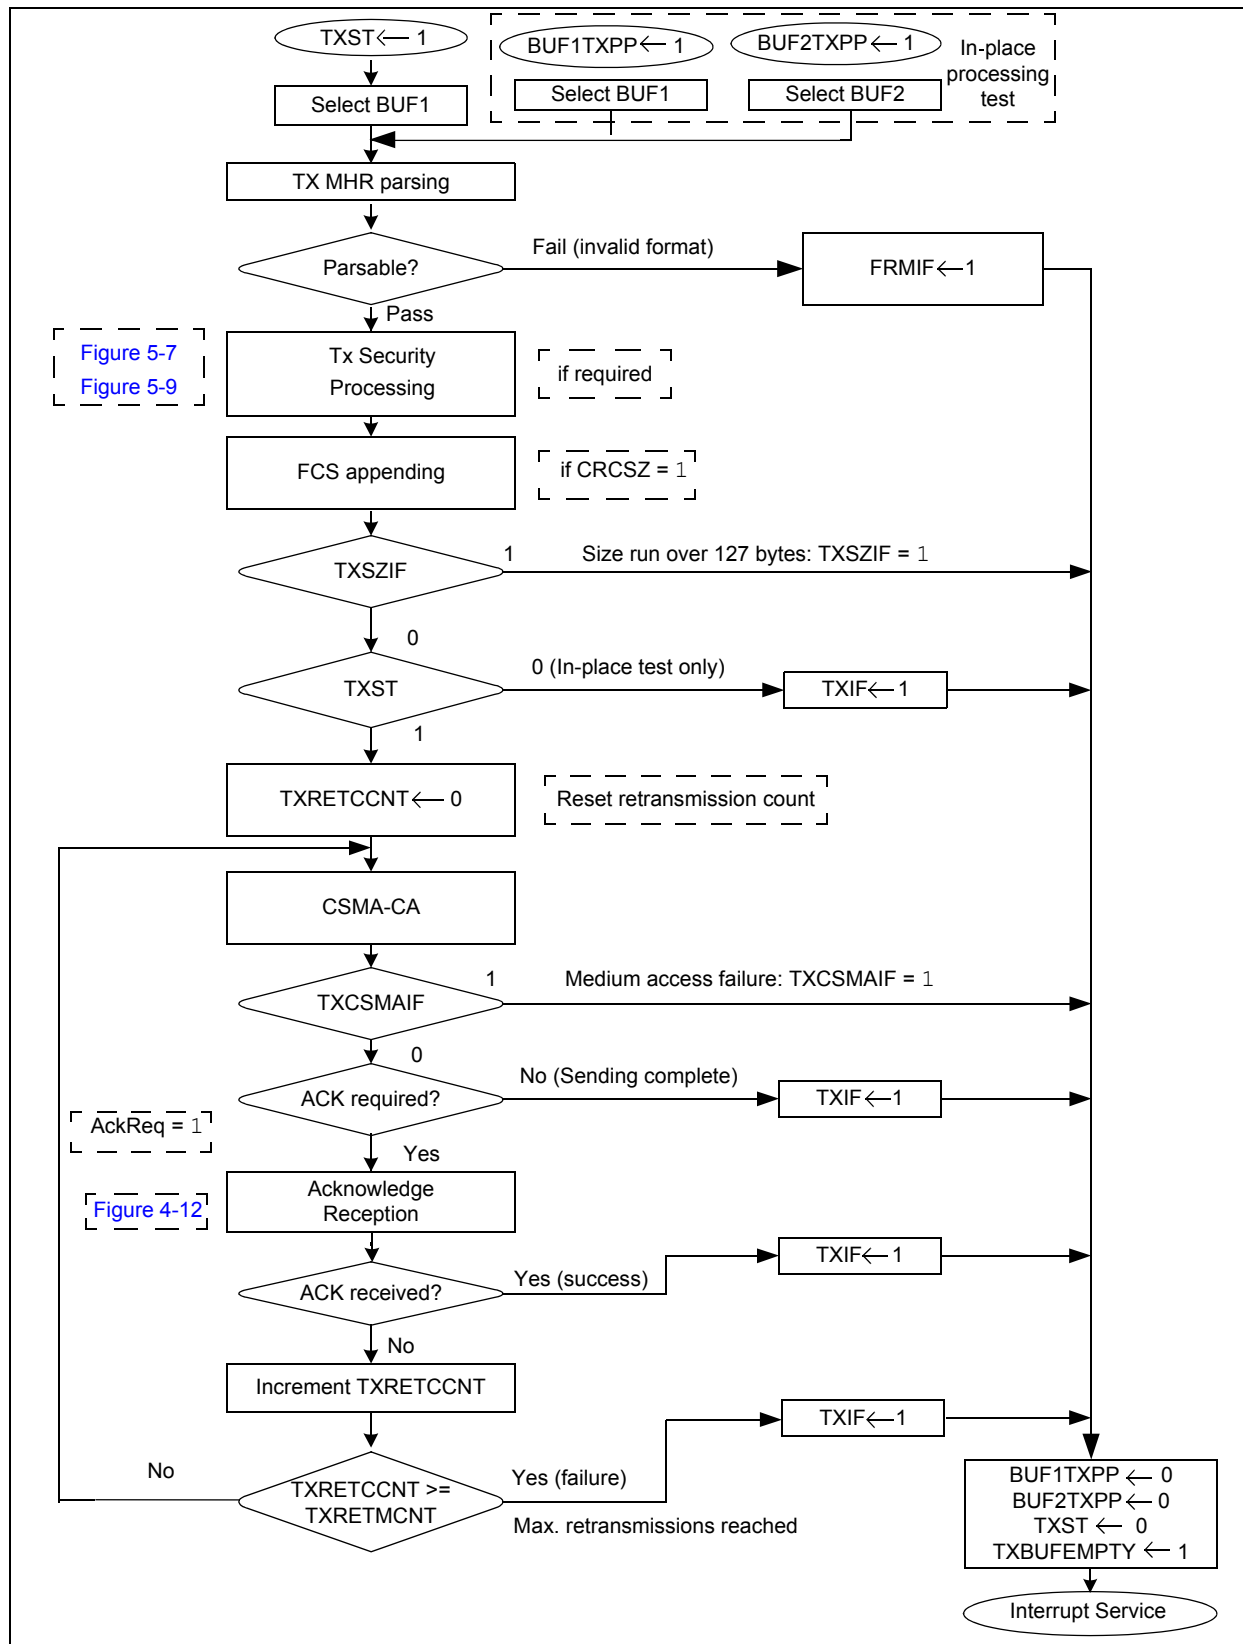 TXST ← 1
BUF1TXPP ← 1
BUF2TXPP ← 1
In-place
processing
test
Select BUF1
Select BUF1
Select BUF2
TX MHR parsing
Parsable?
Fail (invalid format)
FRMIF ← 1
Pass
Figure 5-7
Figure 5-9
Tx Security
Processing
if required
FCS appending
if CRCSZ = 1
TXSZIF
1
Size run over 127 bytes: TXSZIF = 1
0
TXST
0 (In-place test only)
TXIF ← 1
1
TXRETCCNT ← 0
Reset retransmission count
CSMA-CA
TXCSMAIF
1
Medium access failure: TXCSMAIF = 1
0
ACK required?
No (Sending complete)
TXIF ← 1
AckReq = 1
Yes
Figure 4-12
Acknowledge
Reception
ACK received?
Yes (success)
TXIF ← 1
No
Increment TXRETCCNT
TXIF ← 1
No
TXRETCCNT >=
TXRETMCNT
Yes (failure)
Max. retransmissions reached
BUF1TXPP ← 0
BUF2TXPP ← 0
TXST ← 0
TXBUFEMPTY ← 1
Interrupt Service